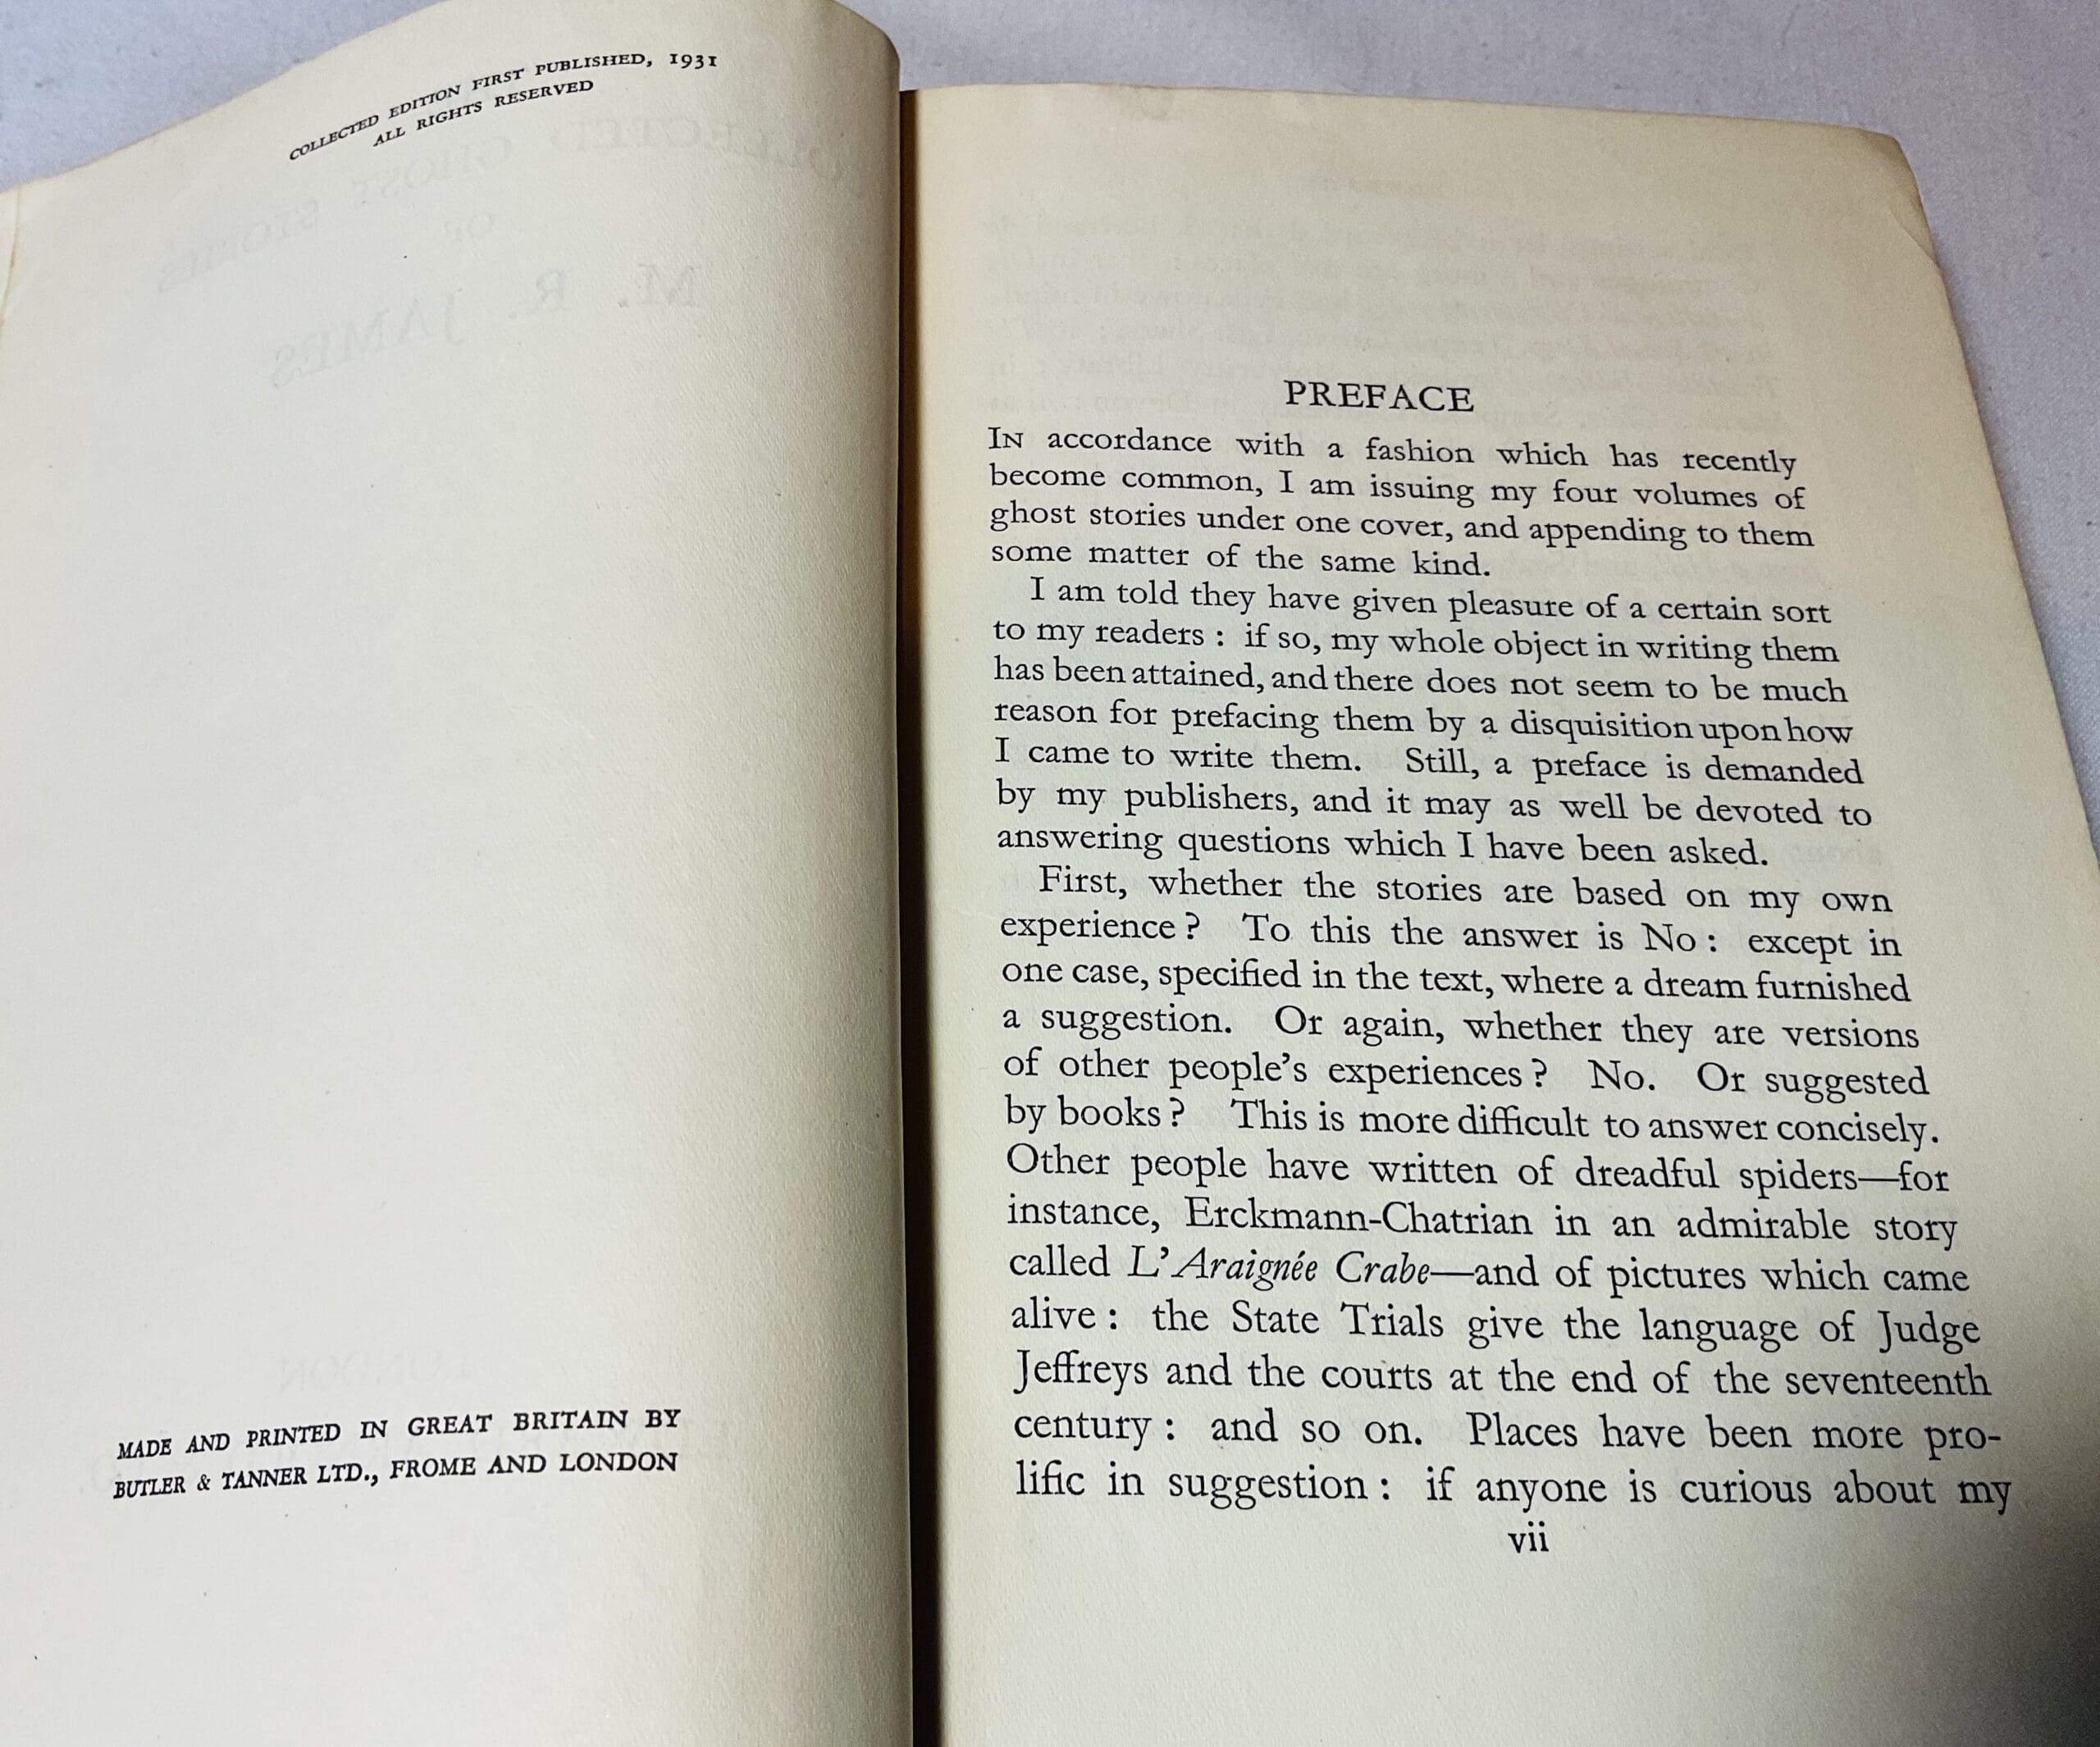 COLLECTED EDITION FIRST PUBLISHED, 1931
ALL RIGHTS RESERVED
MADE AND PRINTED IN GREAT BRITAIN BY
BUTLER & TANNER LTD., FROME AND LONDON
PREFACE
IN accordance with a fashion which has recently
become common, I am issuing my four volumes of
ghost stories under one cover, and appending to them
some matter of the same kind.
I am told they have given pleasure of a certain sort
to my readers : if so, my whole object in writing them
has been attained, and there does not seem to be much
reason for prefacing them by a disquisition upon how
I came to write them. Still, a preface is demanded
by my publishers, and it may as well be devoted to
answering questions which I have been asked.
First, whether the stories are based on my own
experience ? To this the answer is No : except in
one case, specified in the text, where a dream furnished
a suggestion. Or again, whether they are versions
of other people's experiences ? No. Or suggested
by books ? This is more difficult to answer concisely.
Other people have written of dreadful spiders—for
instance, Erckmann-Chatrian in an admirable story
called L'Araignée Crabe—and of pictures which came
alive : the State Trials give the language of Judge
Jeffreys and the courts at the end of the seventeenth
century : and so on. Places have been more pro-
lific in suggestion : if anyone is curious about my
vii